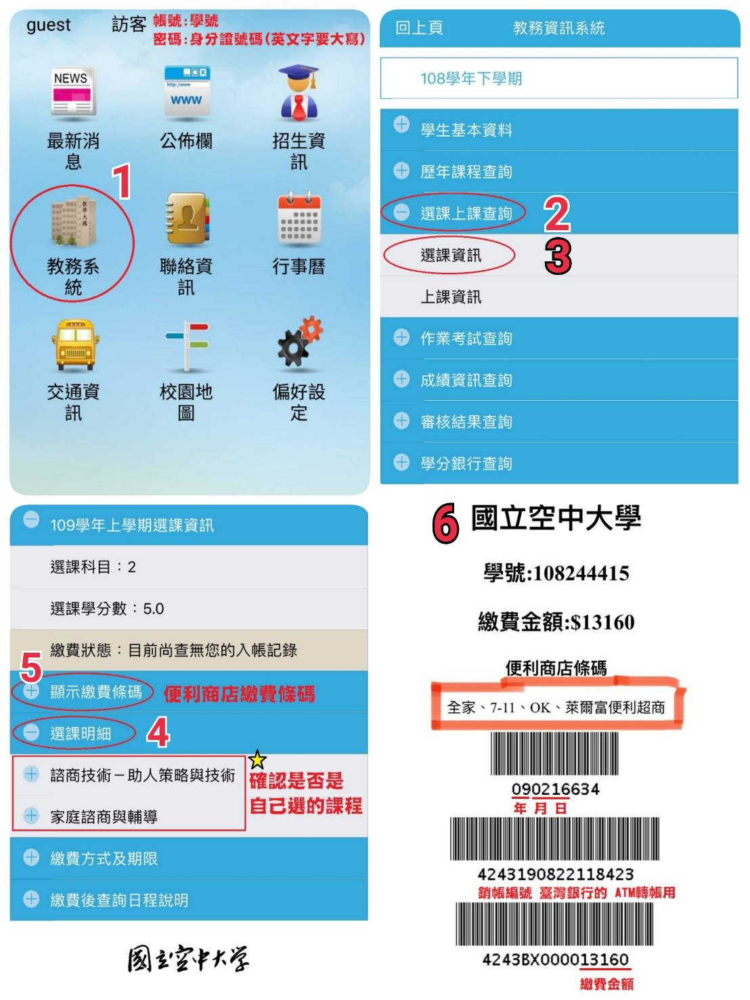 guest 訪客
帳號:學號
密碼:身分證號碼(英文字要大寫)
NEWS
http://www
WWW
最新消
息
公佈欄
招生資
訊
1
教學大樓
教務系
統
聯絡資
訊
行事曆
交通資
訊
校園地
圖
偏好設
定
回上頁 教務資訊系統
108學年下學期
學生基本資料
歷年課程查詢
選課上課查詢 2
選課資訊 3
上課資訊
作業考試查詢
成績資訊查詢
審核結果查詢
學分銀行查詢
109學年上學期選課資訊
選課科目：2
選課學分數：5.0
繳費狀態：目前尚查無您的入帳記錄
5
顯示繳費條碼 便利商店繳費條碼
選課明細 4
諮商技術－助人策略與技術
家庭諮商與輔導
確認是否是
自己選的課程
繳費方式及期限
繳費後查詢日程說明
國立空中大学
6 國立空中大學
學號:108244415
繳費金額:$13160
便利商店條碼
全家、7-11、OK、萊爾富便利超商
090216634
年 月 日
4243190822118423
銷帳編號 臺灣銀行的 ATM轉帳用
4243BX000013160
繳費金額